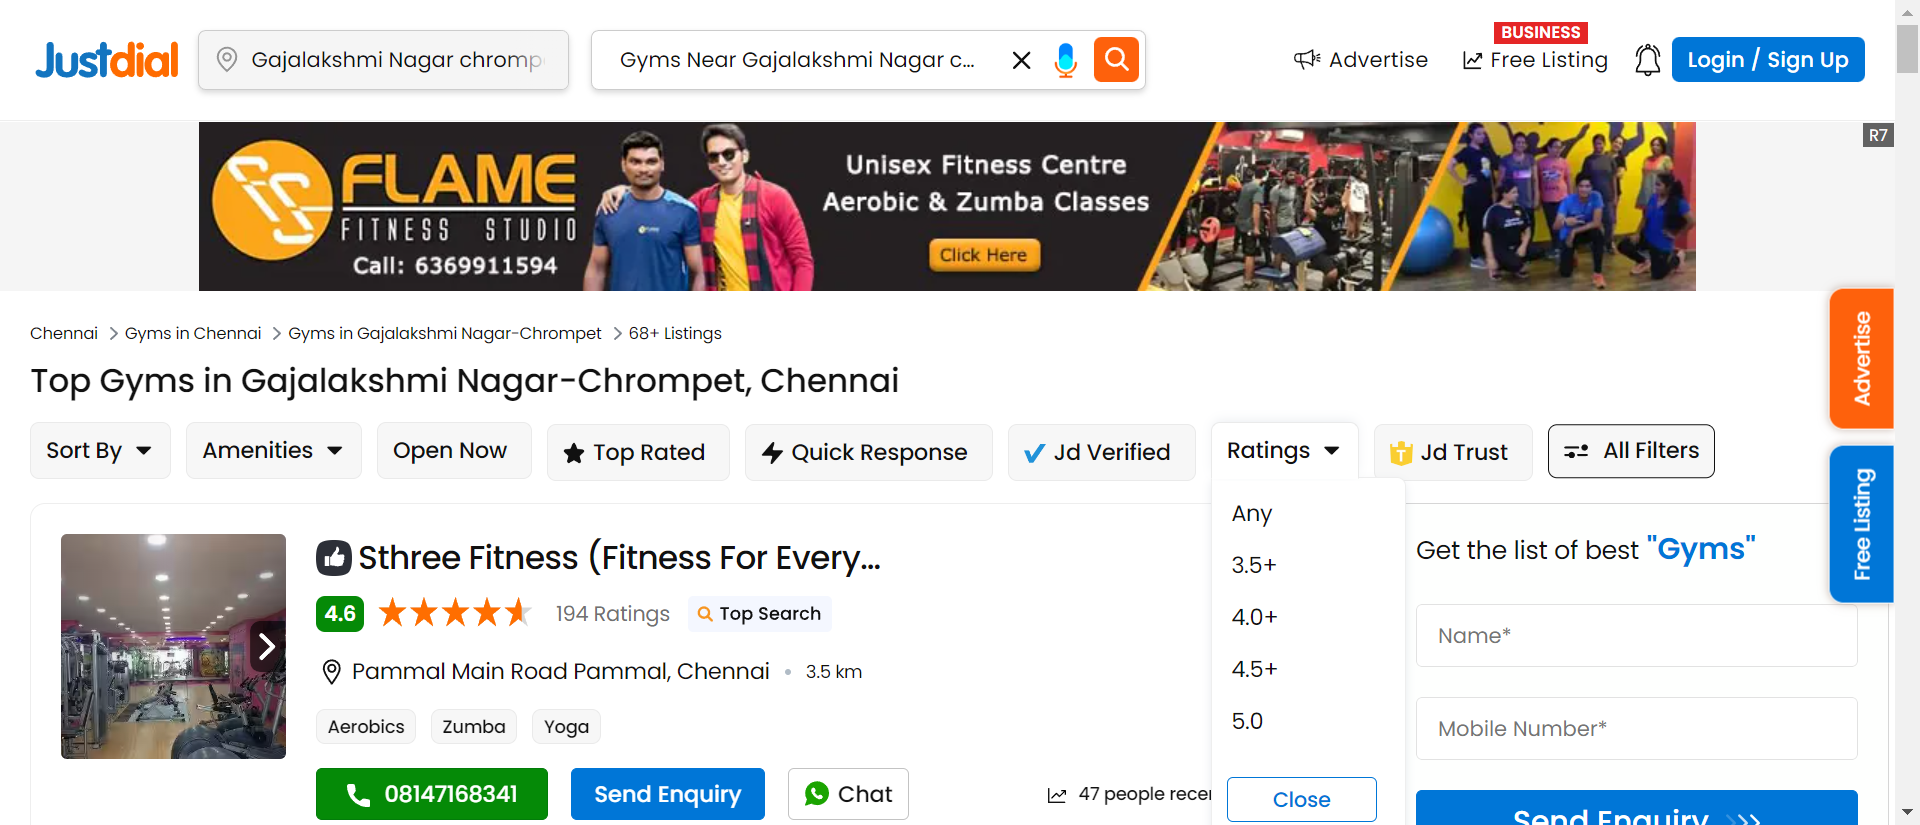 Justdial
Gajalakshmi Nagar chromp
Gyms Near Gajalakshmi Nagar c...
Advertise
BUSINESS
Free Listing
Login / Sign Up
FLAME
FITNESS STUDIO
Call: 6369911594
Unisex Fitness Centre
Aerobic & Zumba Classes
Click Here
R7
Advertise
Free Listing
Chennai > Gyms in Chennai > Gyms in Gajalakshmi Nagar-Chrompet > 68+ Listings
Top Gyms in Gajalakshmi Nagar-Chrompet, Chennai
Sort By
Amenities
Open Now
Top Rated
Quick Response
Jd Verified
Ratings
Jd Trust
All Filters
Any
3.5+
4.0+
4.5+
5.0
Close
Sthree Fitness (Fitness For Every...
4.6
194 Ratings
Top Search
Pammal Main Road Pammal, Chennai • 3.5 km
Aerobics
Zumba
Yoga
08147168341
Send Enquiry
Chat
47 people recer
Get the list of best "Gyms"
Name*
Mobile Number*
Send Enquiry